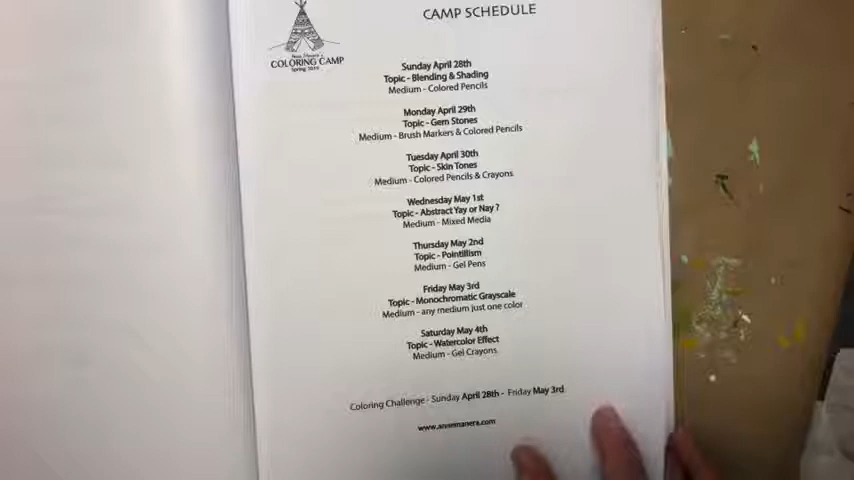 CAMP SCHEDULE
COLORING CAMP
Spring 2019
Sunday April 28th
Topic - Blending & Shading
Medium - Colored Pencils
Monday April 29th
Topic - Gem Stones
Medium - Brush Markers & Colored Pencils
Tuesday April 30th
Topic - Skin Tones
Medium - Colored Pencils & Crayons
Wednesday May 1st
Topic - Abstract Yay or Nay ?
Medium - Mixed Media
Thursday May 2nd
Topic - Pointillism
Medium - Gel Pens
Friday May 3rd
Topic - Monochromatic Grayscale
Medium - any medium just one color
Saturday May 4th
Topic - Watercolor Effect
Medium - Gel Crayons
Coloring Challenge - Sunday April 28th - Friday May 3rd